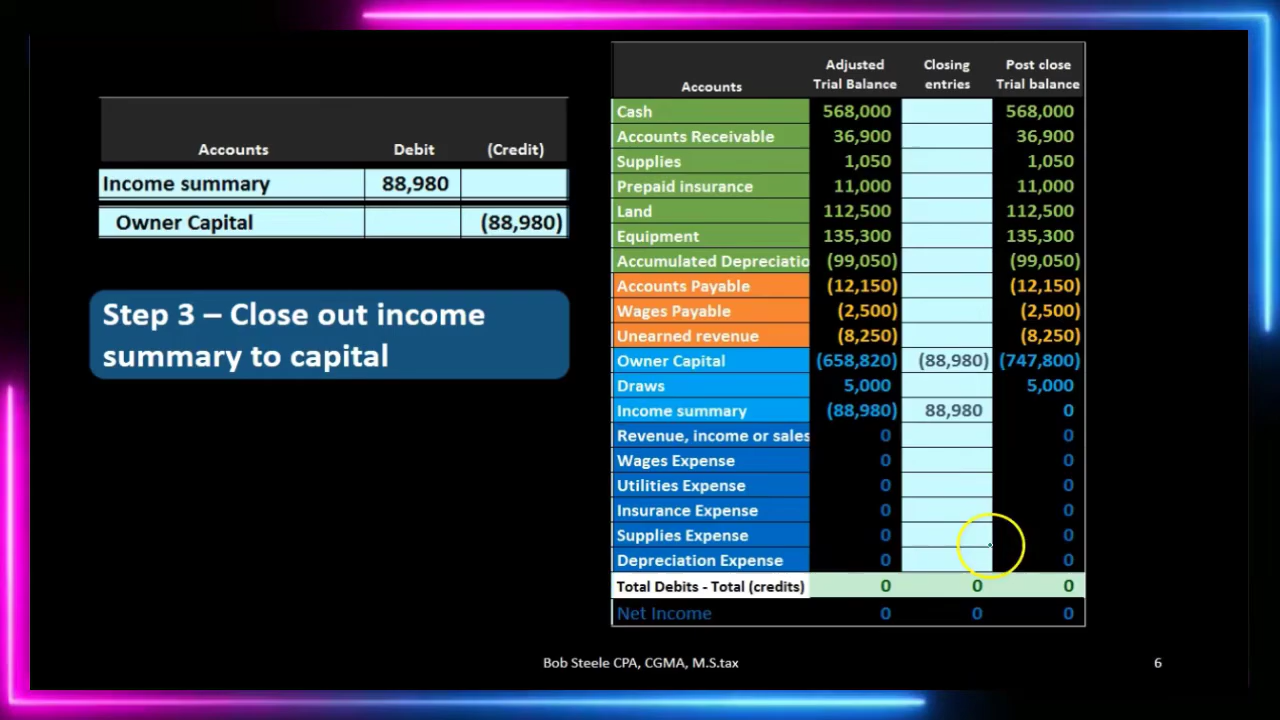 Accounts Debit (Credit)
Income summary 88,980
Owner Capital (88,980)
Step 3 – Close out income
summary to capital
Adjusted Closing Post close
Accounts Trial Balance entries Trial balance
Cash 568,000 568,000
Accounts Receivable 36,900 36,900
Supplies 1,050 1,050
Prepaid insurance 11,000 11,000
Land 112,500 112,500
Equipment 135,300 135,300
Accumulated Depreciatio (99,050) (99,050)
Accounts Payable (12,150) (12,150)
Wages Payable (2,500) (2,500)
Unearned revenue (8,250) (8,250)
Owner Capital (658,820) (88,980) (747,800)
Draws 5,000 5,000
Income summary (88,980) 88,980 0
Revenue, income or sales 0 0
Wages Expense 0 0
Utilities Expense 0 0
Insurance Expense 0 0
Supplies Expense 0 0
Depreciation Expense 0 0
Total Debits - Total (credits) 0 0 0
Net Income 0 0 0
Bob Steele CPA, CGMA, M.S.tax 6